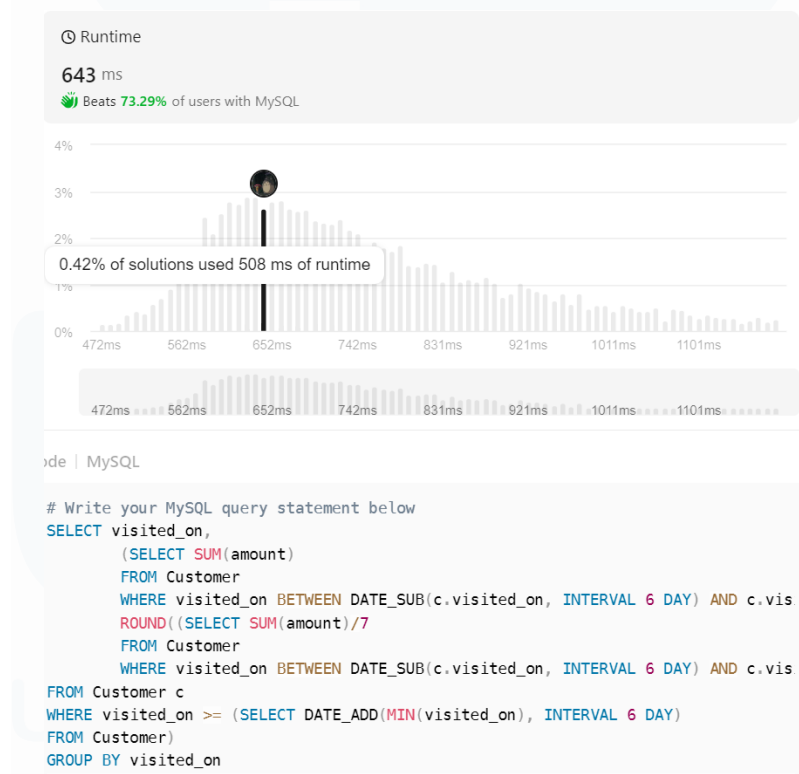 Runtime
643 ms
Beats 73.29% of users with MySQL
4%
3%
2%
0.42% of solutions used 508 ms of runtime
1%
0%
472ms 562ms 652ms 742ms 831ms 921ms 1011ms 1101ms
472ms 562ms 652ms 742ms 831ms 921ms 1011ms 1101ms
ode | MySQL
# Write your MySQL query statement below
SELECT visited_on,
(SELECT SUM(amount)
FROM Customer
WHERE visited_on BETWEEN DATE_SUB(c.visited_on, INTERVAL 6 DAY) AND c.vis
ROUND((SELECT SUM(amount)/7
FROM Customer
WHERE visited_on BETWEEN DATE_SUB(c.visited_on, INTERVAL 6 DAY) AND c.vis
FROM Customer c
WHERE visited_on >= (SELECT DATE_ADD(MIN(visited_on), INTERVAL 6 DAY)
FROM Customer)
GROUP BY visited_on